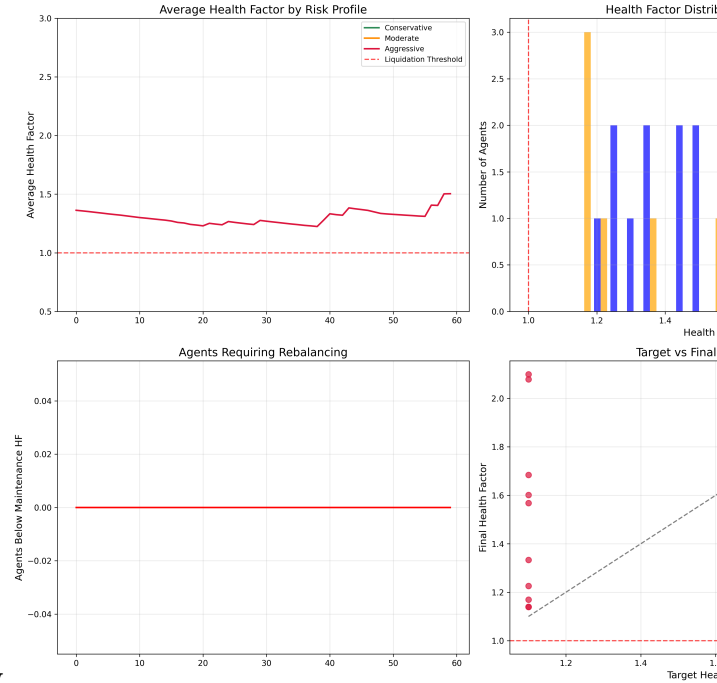 Average Health Factor by Risk Profile
3.0
2.5
2.0
1.5
1.0
0.5
Average Health Factor
Conservative
Moderate
Aggressive
Liquidation Threshold
0 10 20 30 40 50 60
Health Factor Distrib
3.0
2.5
2.0
1.5
1.0
0.5
0.0
Number of Agents
1.0 1.2 1.4
Health
Agents Requiring Rebalancing
0.04
0.02
0.00
−0.02
−0.04
Agents Below Maintenance HF
0 10 20 30 40 50 60
Target vs Final
2.0
1.8
1.6
1.4
1.2
1.0
Final Health Factor
1.2 1.4 1.
Target Hea